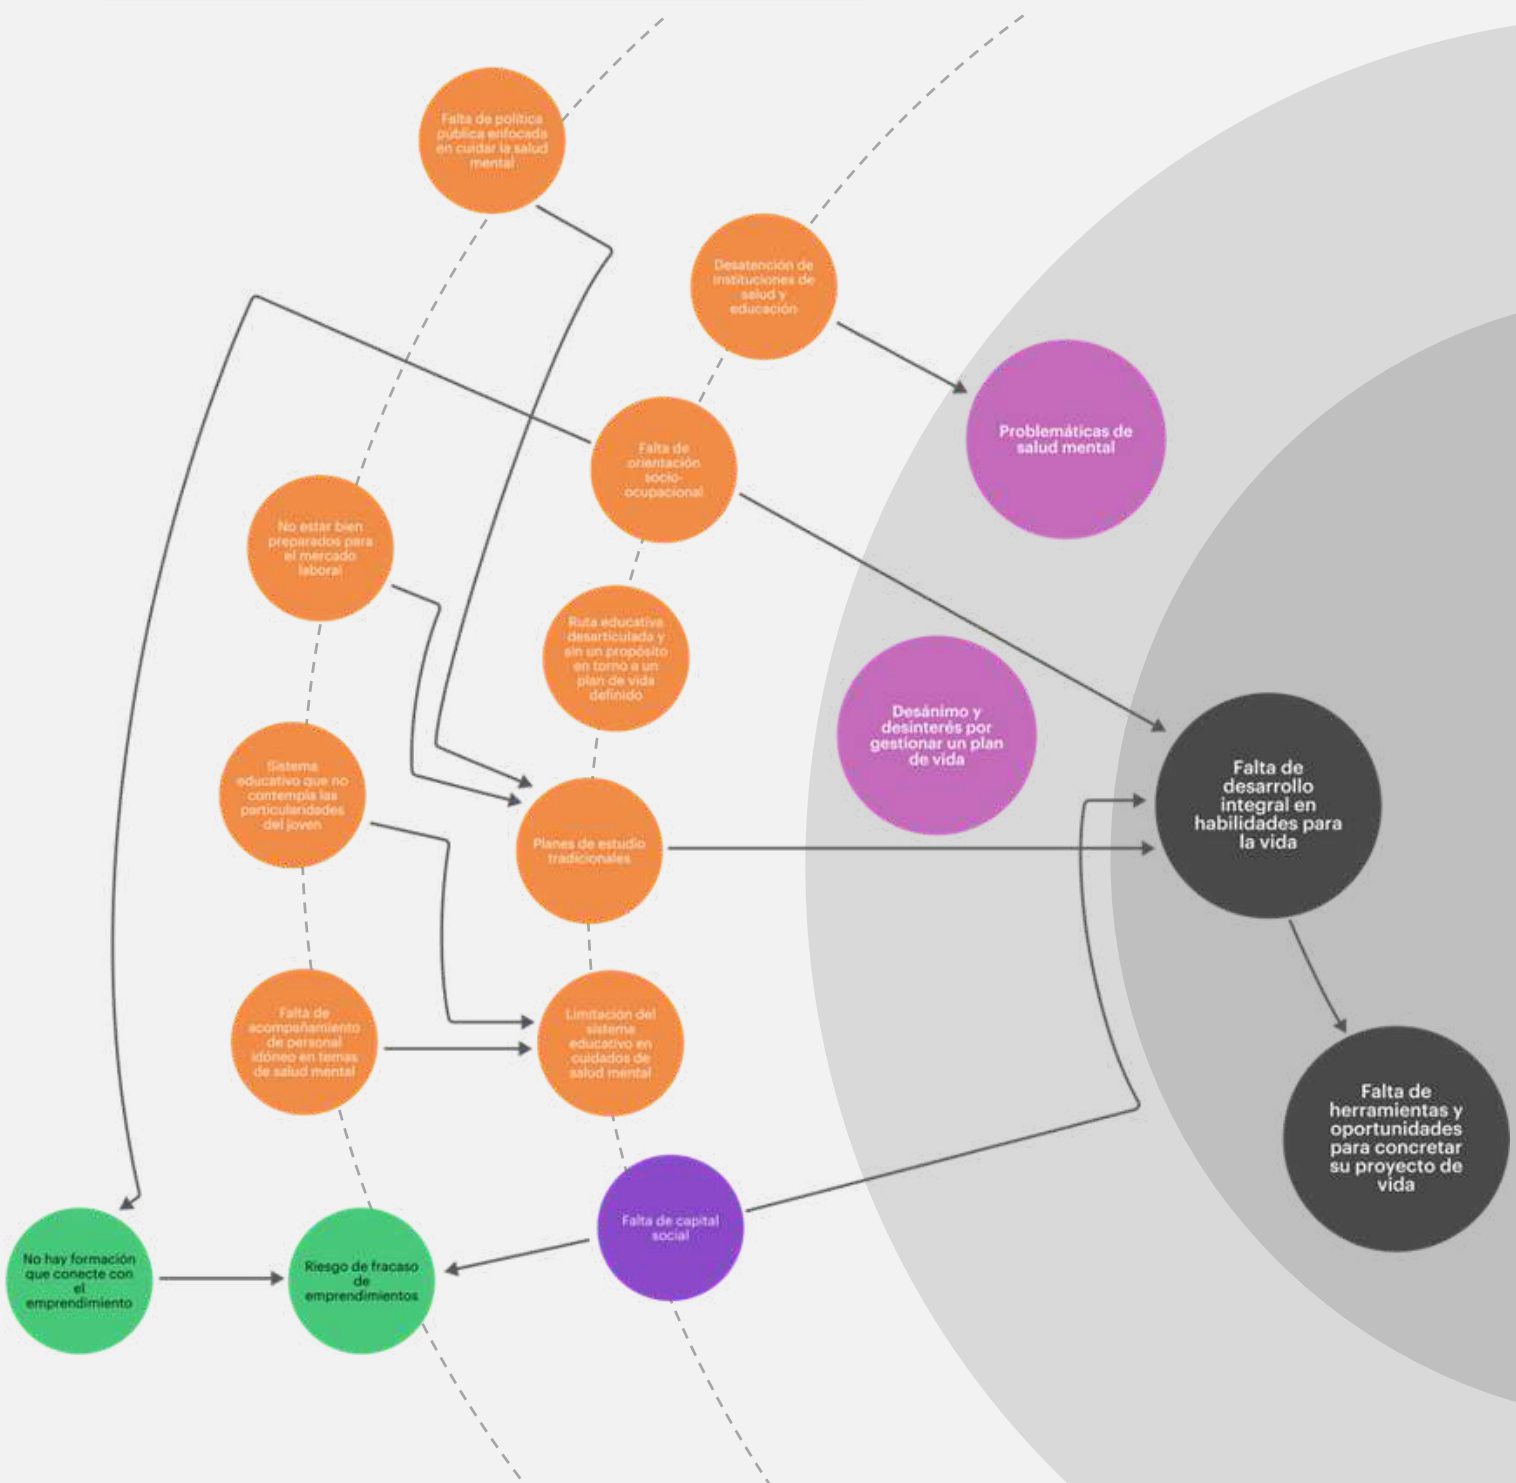 Falta de política
pública enfocada
en cuidar la salud
mental
Desatención de
instituciones de
salud y
educación
Problemáticas de
salud mental
Falta de
orientación
socio-
ocupacional
No estar bien
preparados para
el mercado
laboral
Ruta educativa
desarticulada y
sin un propósito
en torno a un
plan de vida
definido
Desánimo y
desinterés por
gestionar un plan
de vida
Sistema
educativo que no
contempla las
particularidades
del joven
Planes de estudio
tradicionales
Falta de
desarrollo
integral en
habilidades para
la vida
Falta de
acompañamiento
de personal
idóneo en temas
de salud mental
Limitación del
sistema
educativo en
cuidados de
salud mental
Falta de
herramientas y
oportunidades
para concretar
su proyecto de
vida
Falta de capital
social
No hay formación
que conecte con
el
emprendimiento
Riesgo de fracaso
de
emprendimientos